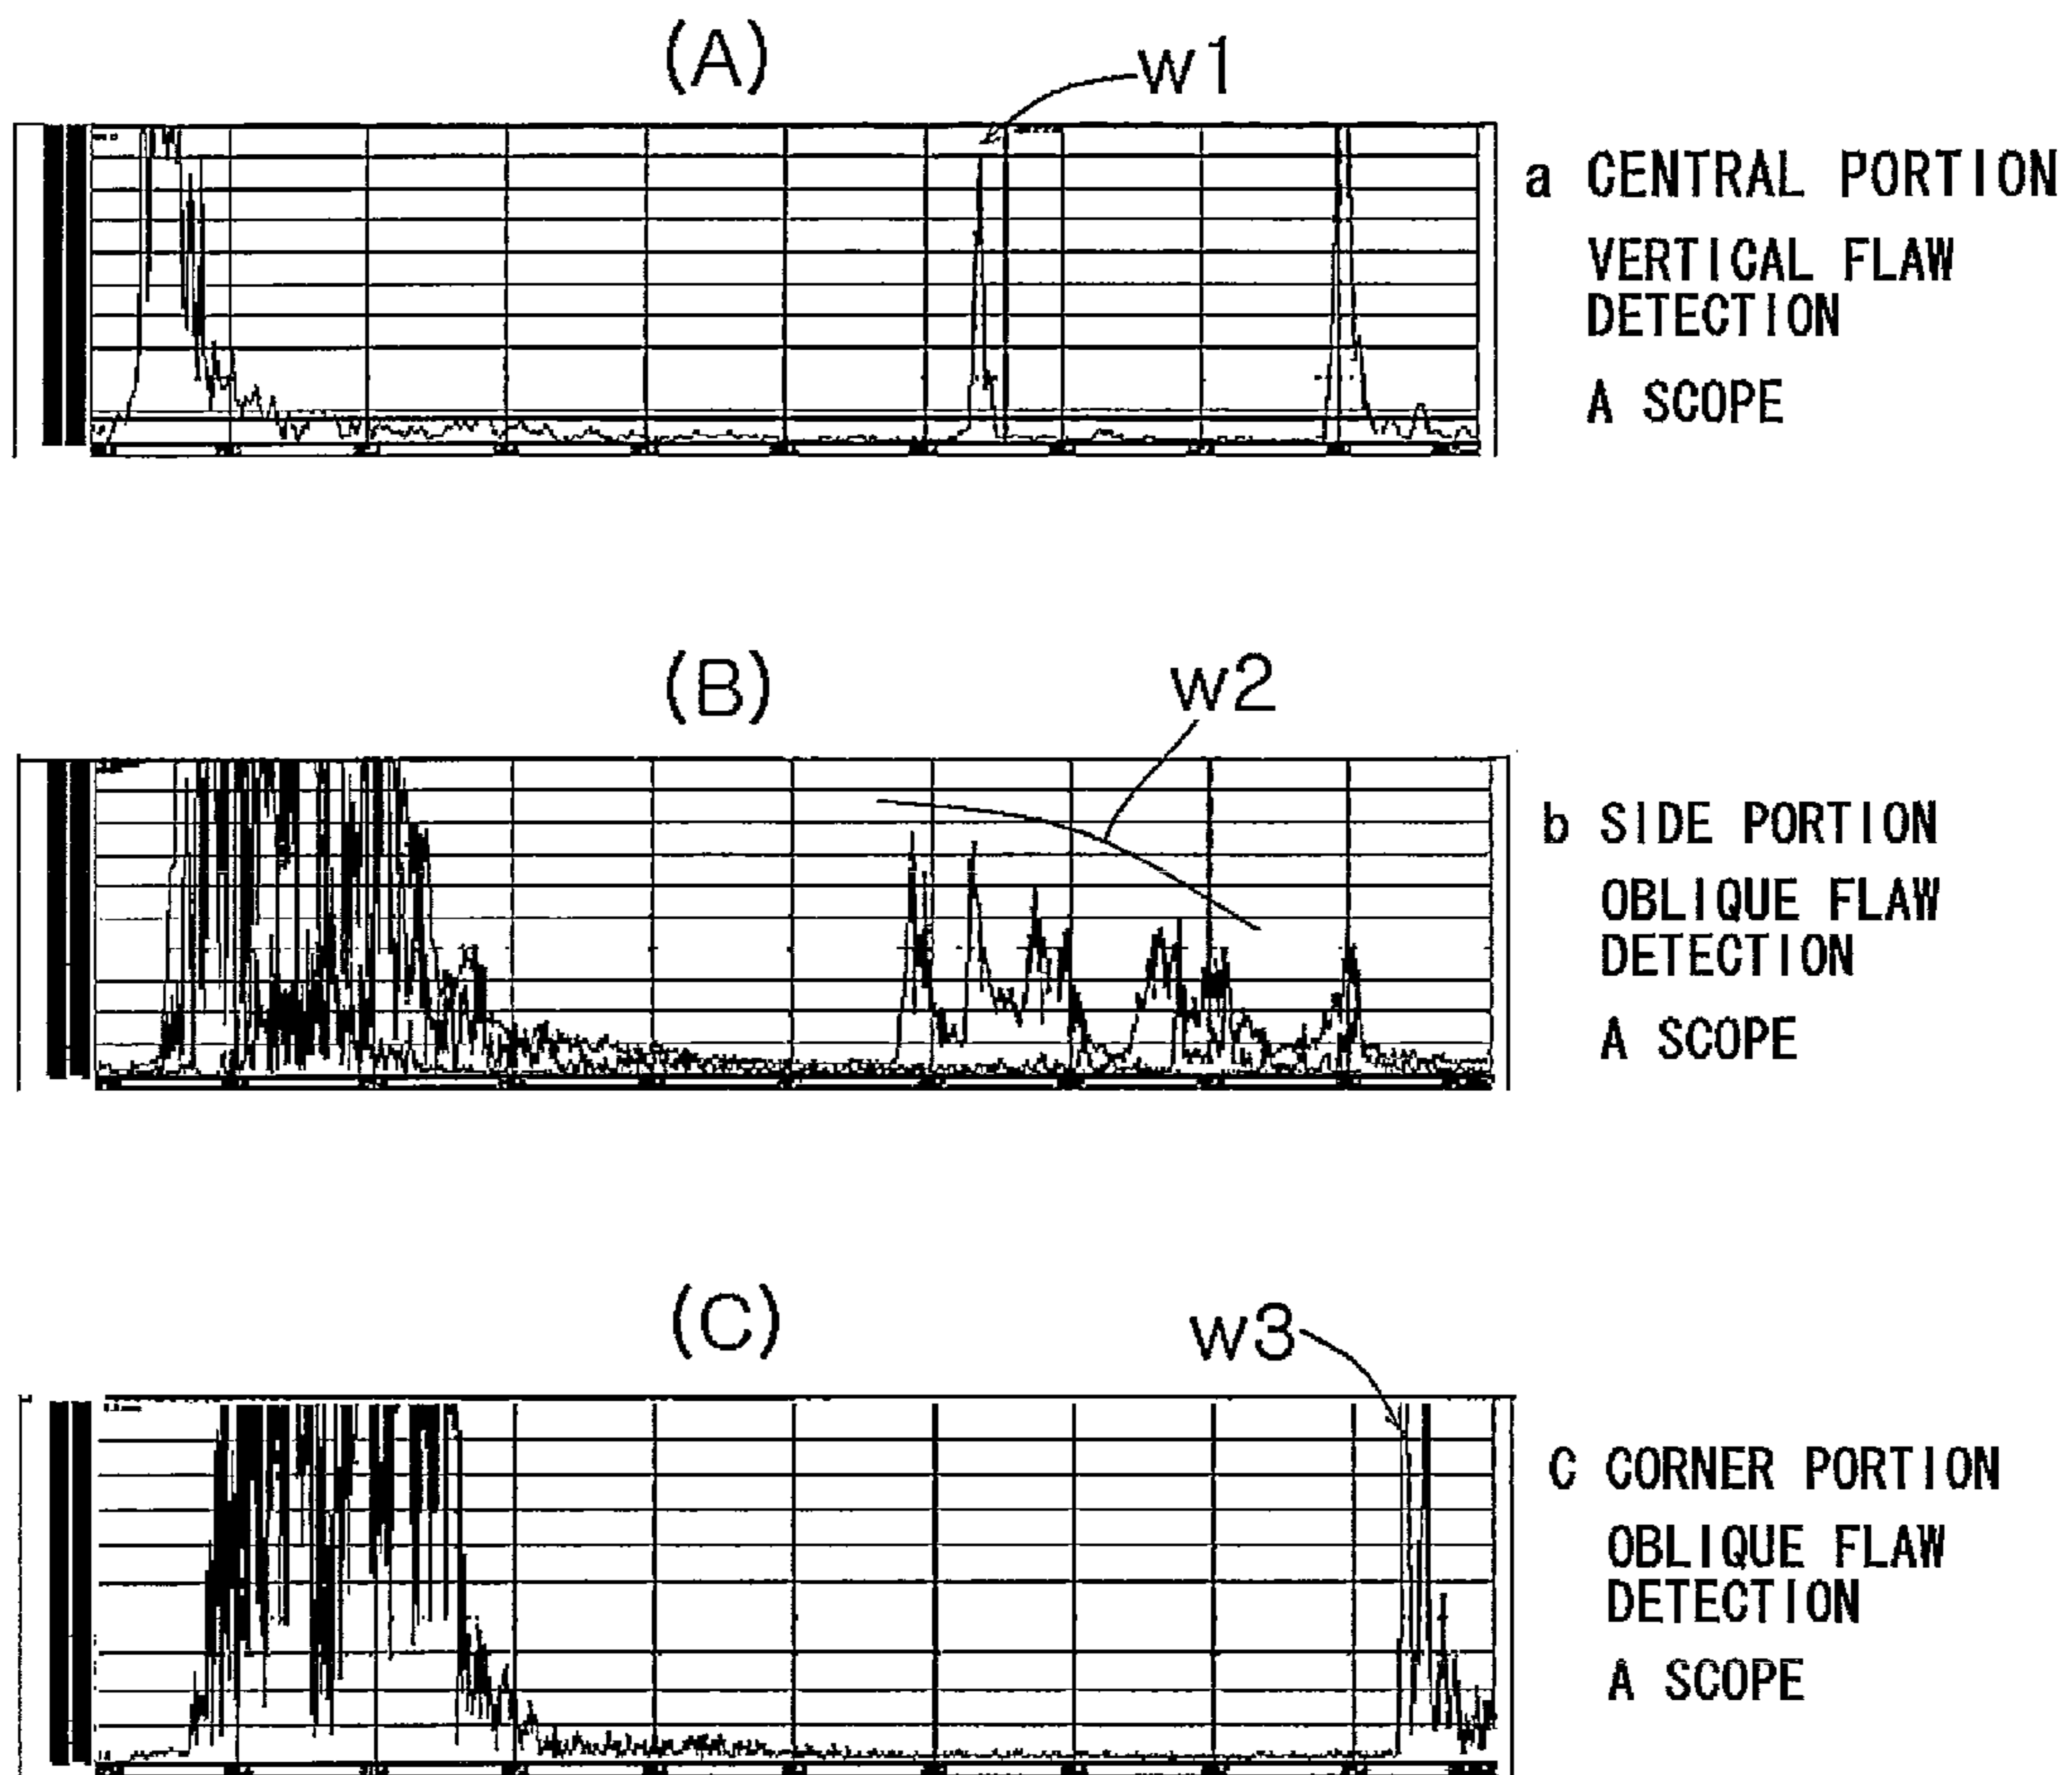 (A)
w1
a CENTRAL PORTION
VERTICAL FLAW
DETECTION
A SCOPE
(B)
w2
b SIDE PORTION
OBLIQUE FLAW
DETECTION
A SCOPE
(C)
w3
C CORNER PORTION
OBLIQUE FLAW
DETECTION
A SCOPE